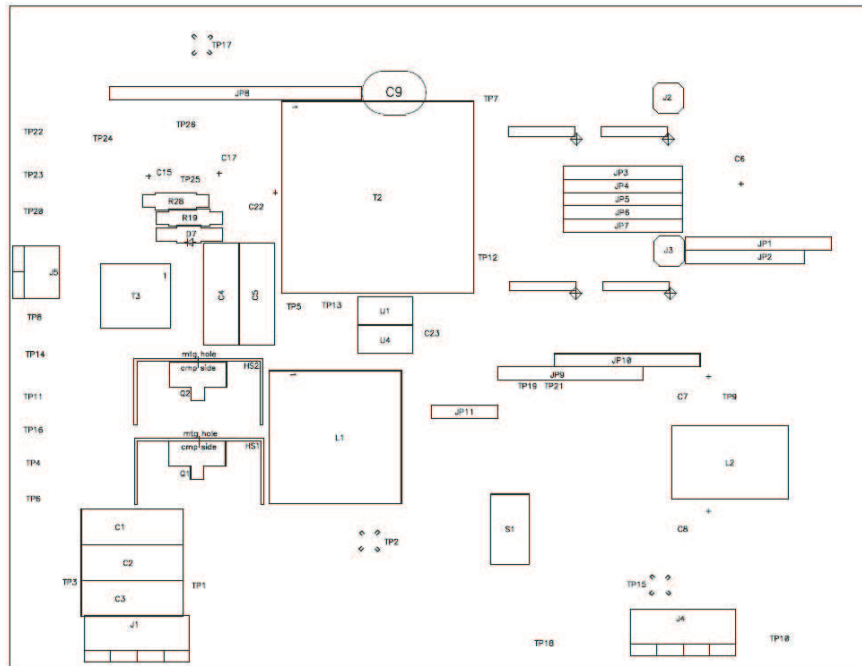 TP17
JP8
C9
TP7
J2
TP26
TP22
TP24
C17
C6
C15
TP25
TP23
JP3
JP4
R28
T2
JP5
C22
TP20
R19
JP6
JP7
D7
JP1
J3
JP2
TP12
J5
T3
1
C4
C5
TP5
TP13
U1
TP8
U4
C23
TP14
mtg hole
HS2
cmp side
JP10
JP9
Q2
TP19
TP21
TP11
C7
TP9
JP11
TP16
mtg hole
HS1
cmp side
L1
TP4
L2
Q1
TP6
C1
S1
C8
TP2
C2
TP3
TP1
TP15
C3
J1
J4
TP18
TP10